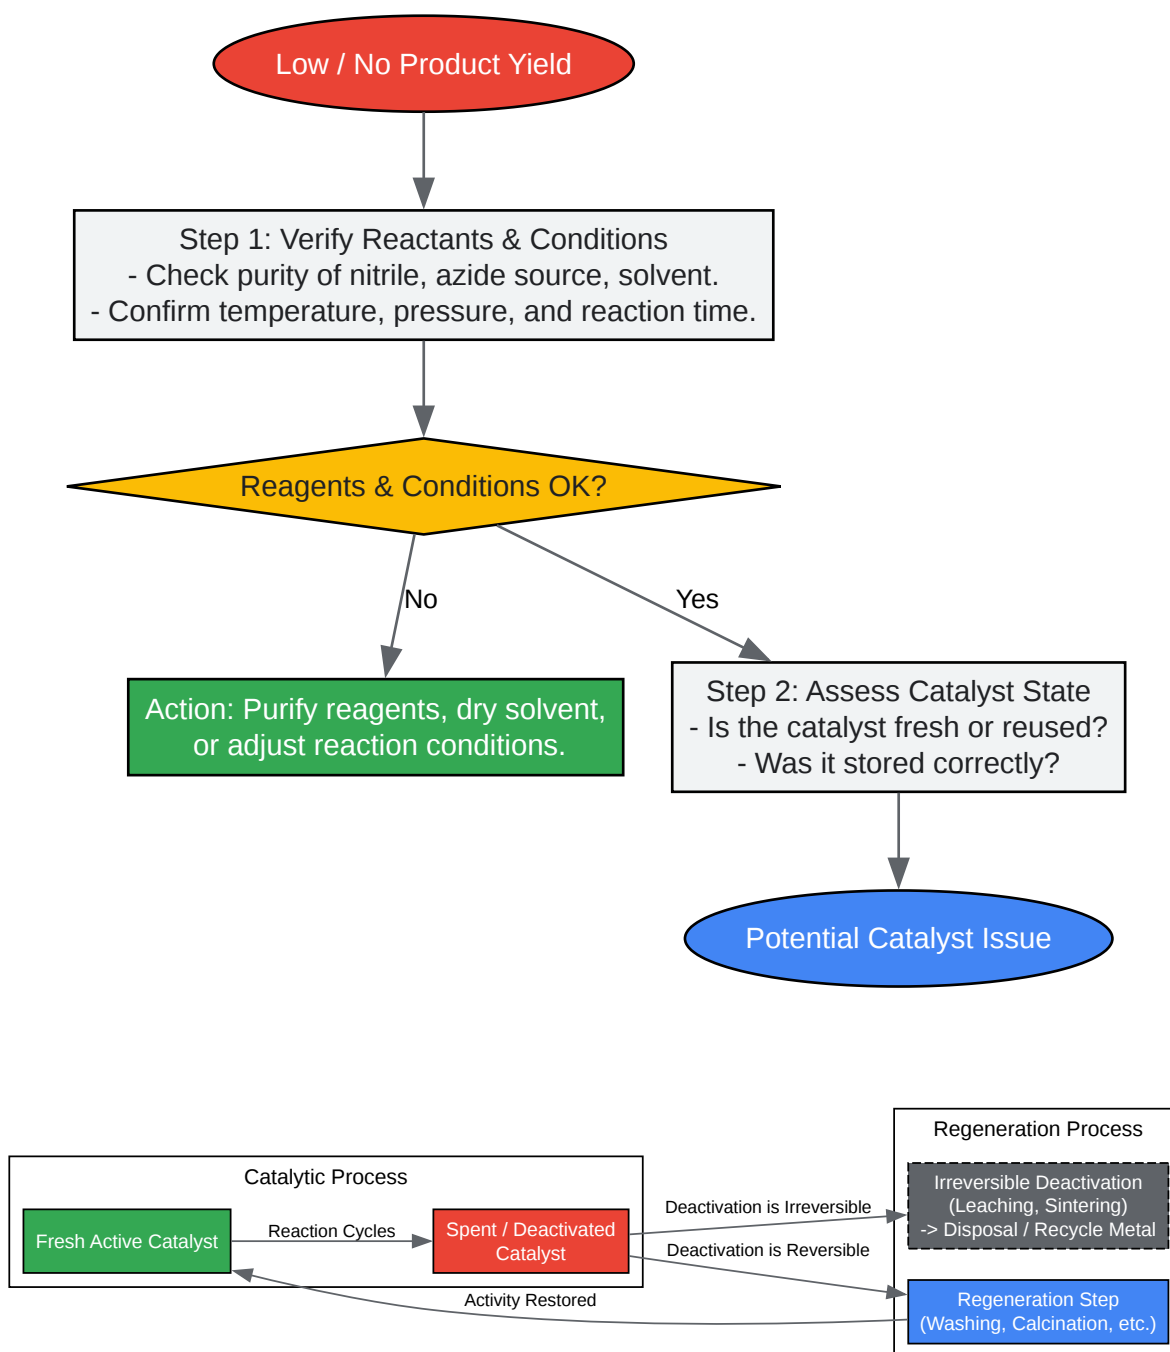 Low / No Product Yield
Step 1: Verify Reactants & Conditions
- Check purity of nitrile, azide source, solvent.
- Confirm temperature, pressure, and reaction time.
Reagents & Conditions OK?
No
Yes
Action: Purify reagents, dry solvent,
or adjust reaction conditions.
Step 2: Assess Catalyst State
- Is the catalyst fresh or reused?
- Was it stored correctly?
Potential Catalyst Issue
Catalytic Process
Fresh Active Catalyst
Reaction Cycles
Spent / Deactivated
Catalyst
Deactivation is Irreversible
Deactivation is Reversible
Activity Restored
Regeneration Process
Irreversible Deactivation
(Leaching, Sintering)
-> Disposal / Recycle Metal
Regeneration Step
(Washing, Calcination, etc.)